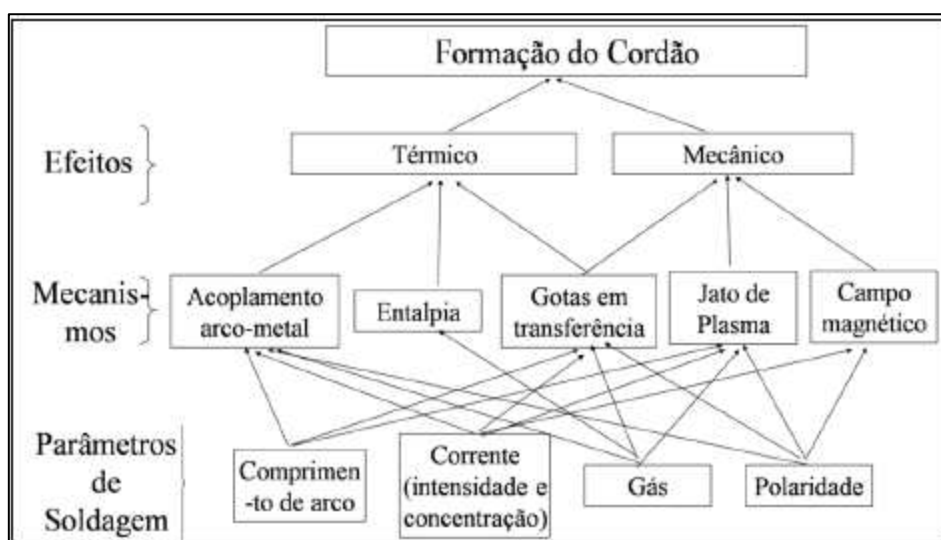 Formação do Cordão
Efeitos
Térmico
Mecânico
Mecanis-
mos
Acoplamento
arco-metal
Entalpia
Gotas em
transferência
Jato de
Plasma
Campo
magnético
Parâmetros
de
Soldagem
Comprimen
-to de arco
Corrente
(intensidade e
concentração)
Gás
Polaridade